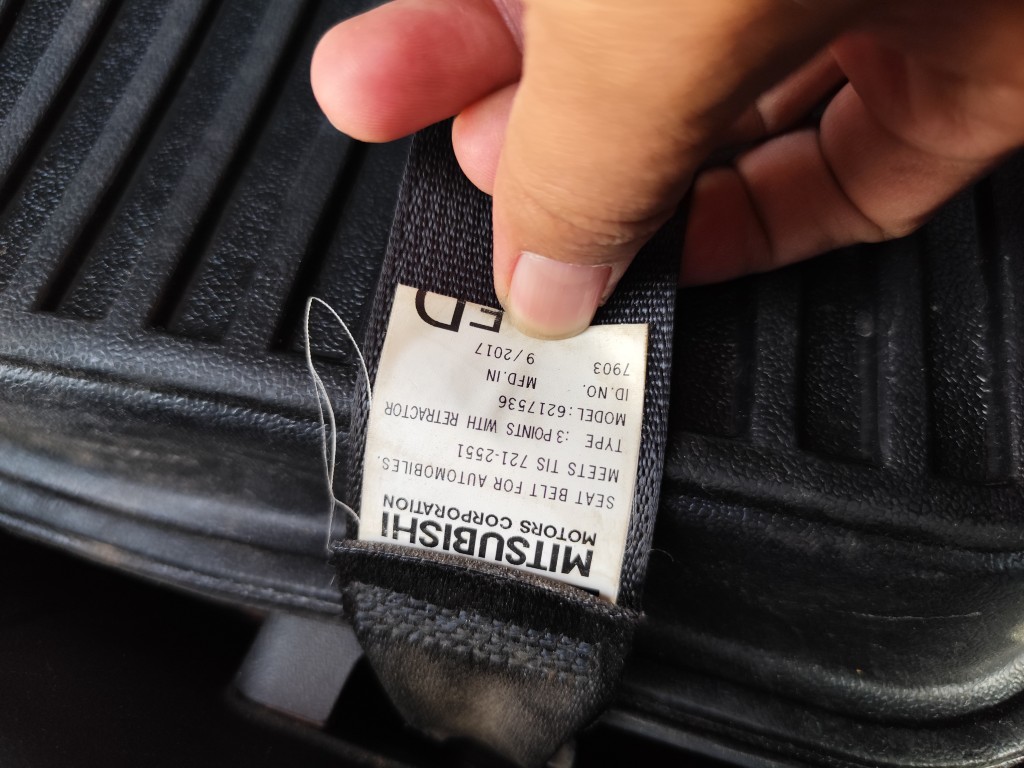 MITSUBISHI
MOTORS CORPORATION
SEAT BELT FOR AUTOMOBILES.
MEETS TIS 721-2551
TYPE :3 POINTS WITH RETRACTOR
MODEL:6217536
ID.NO. MFD.IN
7903 9/2017